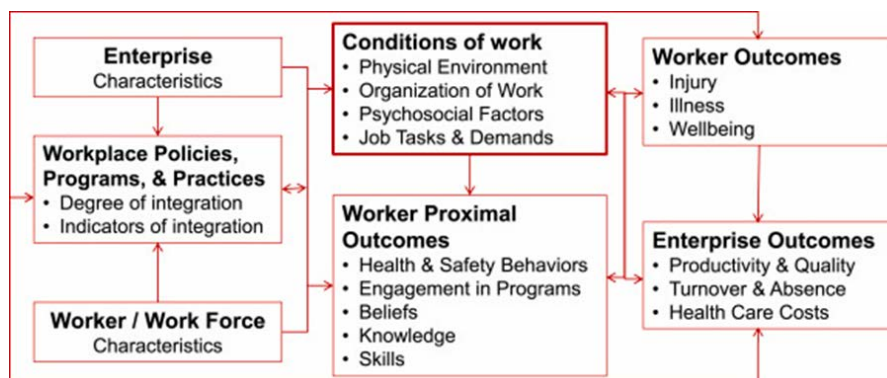 Enterprise
Characteristics
Workplace Policies,
Programs, & Practices
• Degree of integration
• Indicators of integration
Worker / Work Force
Characteristics
Conditions of work
• Physical Environment
• Organization of Work
• Psychosocial Factors
• Job Tasks & Demands
Worker Proximal
Outcomes
• Health & Safety Behaviors
• Engagement in Programs
• Beliefs
• Knowledge
• Skills
Worker Outcomes
• Injury
• Illness
• Wellbeing
Enterprise Outcomes
• Productivity & Quality
• Turnover & Absence
• Health Care Costs